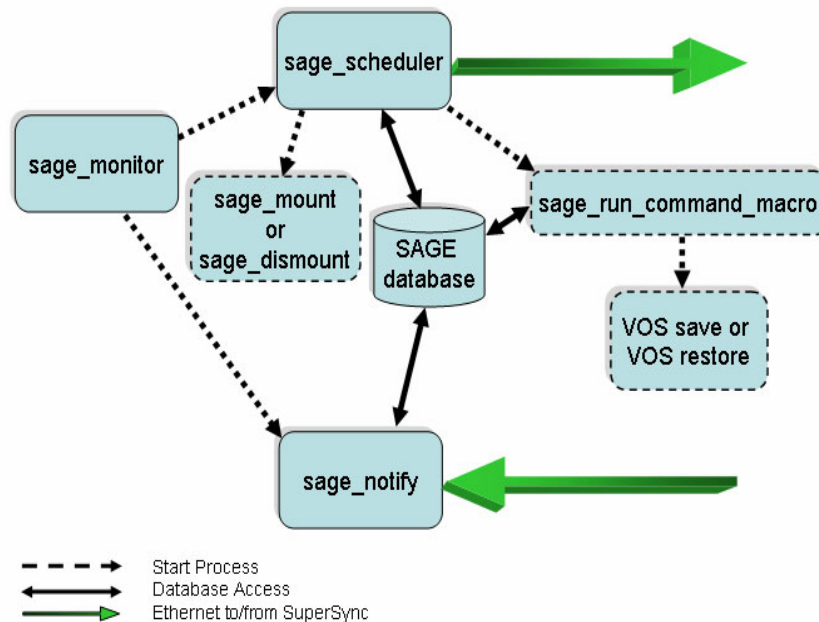 sage_scheduler
sage_monitor
sage_mount
or
sage_dismount
sage_run_command_macro
SAGE
database
VOS save or
VOS restore
sage_notify
Start Process
Database Access
Ethernet to/from SuperSync